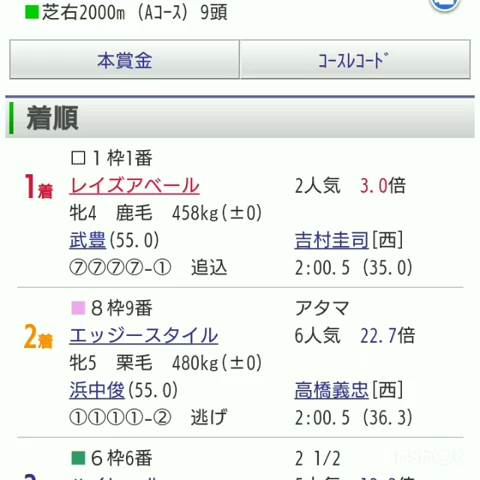 芝右2000m (Aｺｰｽ) 9頭
本賞金 ｺｰｽﾚｺｰﾄﾞ
着順
1着 1枠1番
レイズアベール 2人気 3.0倍
牝4 鹿毛 458kg(±0)
武豊(55.0) 吉村圭司[西]
⑦⑦⑦⑦-① 追込 2:00.5 (35.0)
2着 8枠9番 アタマ
エッジースタイル 6人気 22.7倍
牝5 栗毛 480kg(±0)
浜中俊(55.0) 高橋義忠[西]
①①①①-② 逃げ 2:00.5 (36.3)
6枠6番 2 1/2